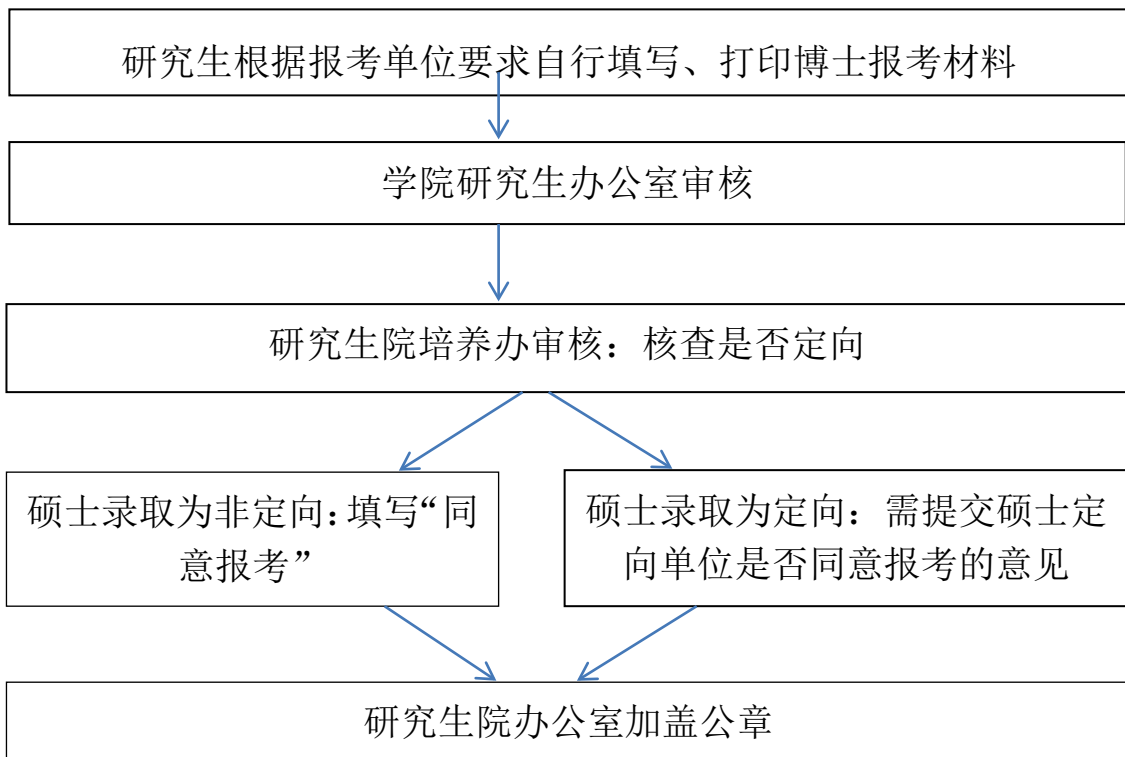 研究生根据报考单位要求自行填写、打印博士报考材料
学院研究生办公室审核
研究生院培养办审核：核查是否定向
硕士录取为非定向：填写“同
意报考”
硕士录取为定向：需提交硕士定
向单位是否同意报考的意见
研究生院办公室加盖公章